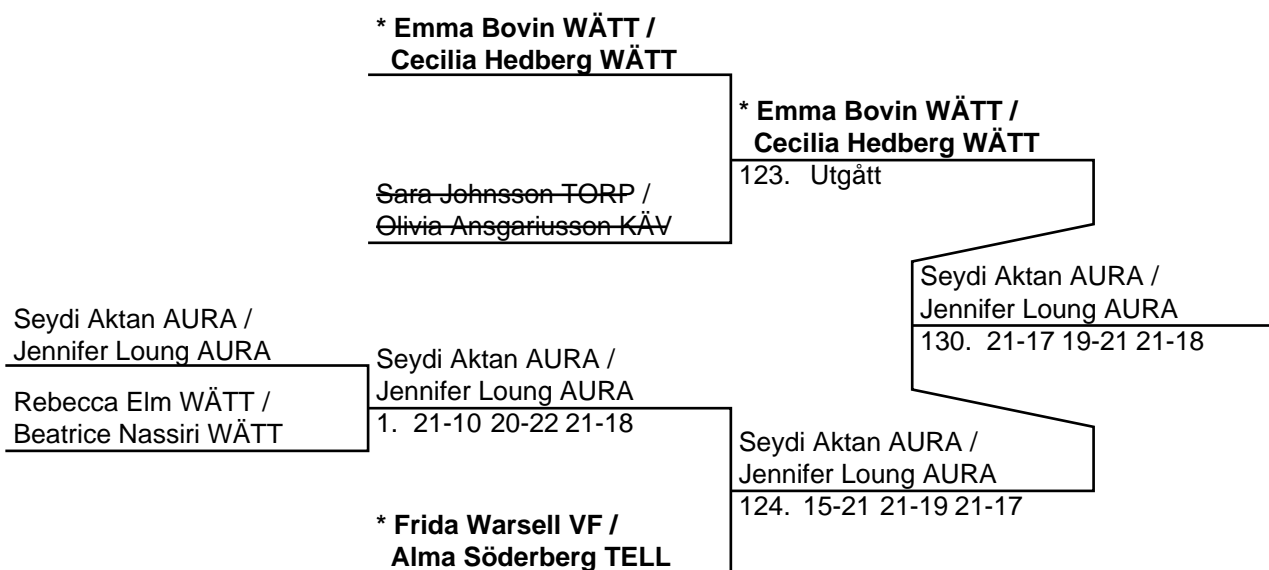 * Emma Bovin WÄTT /
Cecilia Hedberg WÄTT
* Emma Bovin WÄTT /
Cecilia Hedberg WÄTT
123. Utgått
Sara Johnsson TORP /
Olivia Ansgariusson KÄV
Seydi Aktan AURA /
Jennifer Loung AURA
130. 21-17 19-21 21-18
Seydi Aktan AURA /
Jennifer Loung AURA
Rebecca Elm WÄTT /
Beatrice Nassiri WÄTT
Seydi Aktan AURA /
Jennifer Loung AURA
1. 21-10 20-22 21-18
Seydi Aktan AURA /
Jennifer Loung AURA
124. 15-21 21-19 21-17
* Frida Warsell VF /
Alma Söderberg TELL